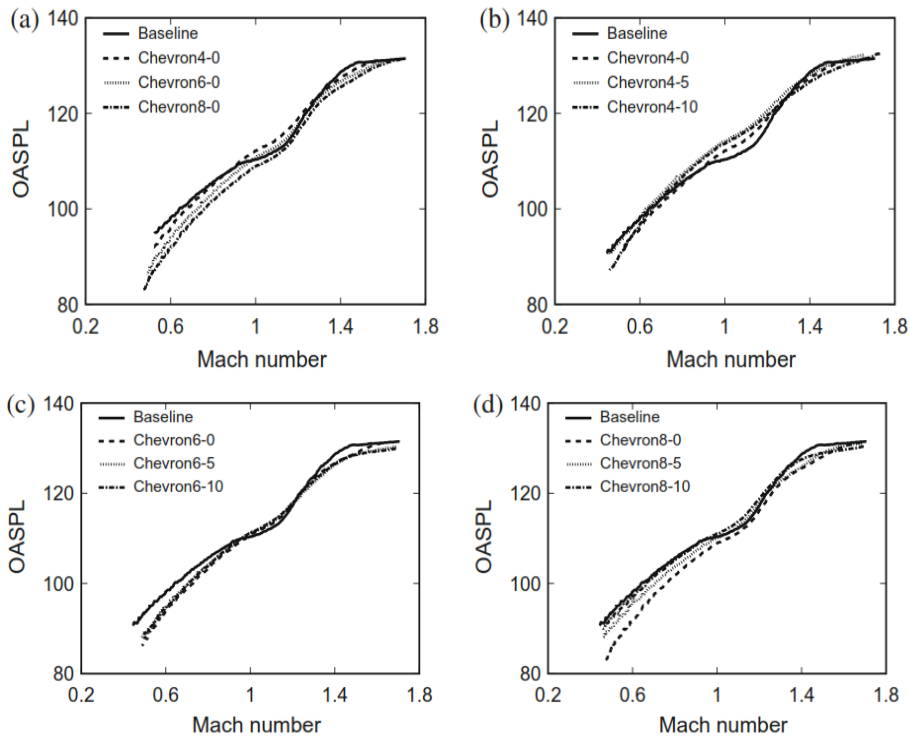 (a)
140
120
100
80
OASPL
Baseline
Chevron4-0
Chevron6-0
Chevron8-0
0.2 0.6 1 1.4 1.8
Mach number
(b)
140
120
100
80
OASPL
Baseline
Chevron4-0
Chevron4-5
Chevron4-10
0.2 0.6 1 1.4 1.8
Mach number
(c)
140
120
100
80
OASPL
Baseline
Chevron6-0
Chevron6-5
Chevron6-10
0.2 0.6 1 1.4 1.8
Mach number
(d)
140
120
100
80
OASPL
Baseline
Chevron8-0
Chevron8-5
Chevron8-10
0.2 0.6 1 1.4 1.8
Mach number